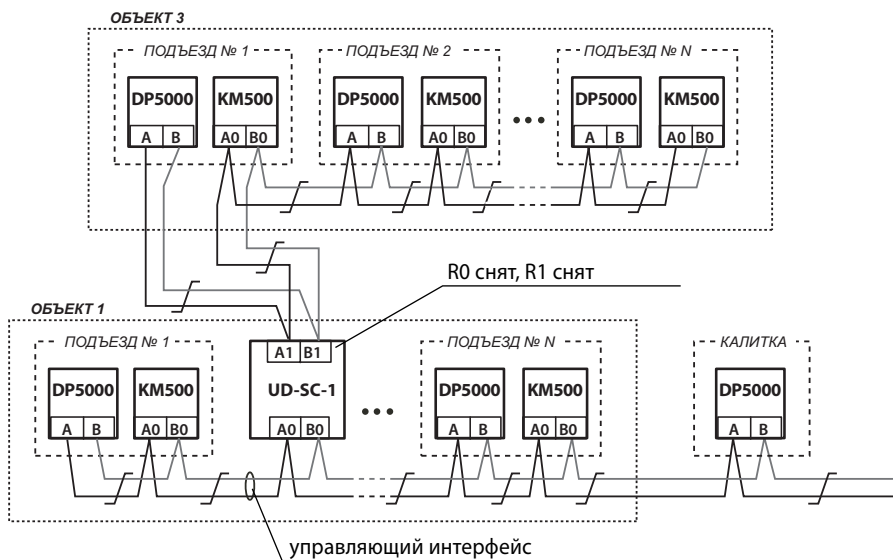 ОБЪЕКТ 3
ПОДЪЕЗД № 1 ПОДЪЕЗД № 2 ПОДЪЕЗД № N
DP5000 KM500 DP5000 KM500 DP5000 KM500
A B A0 B0 A B A0 B0 A B A0 B0
R0 снят, R1 снят
ОБЪЕКТ 1
ПОДЪЕЗД № 1 A1 B1 ПОДЪЕЗД № N КАЛИТКА
DP5000 KM500 UD-SC-1 DP5000 KM500 DP5000
A B A0 B0 A0 B0 A B A0 B0 A B
управляющий интерфейс